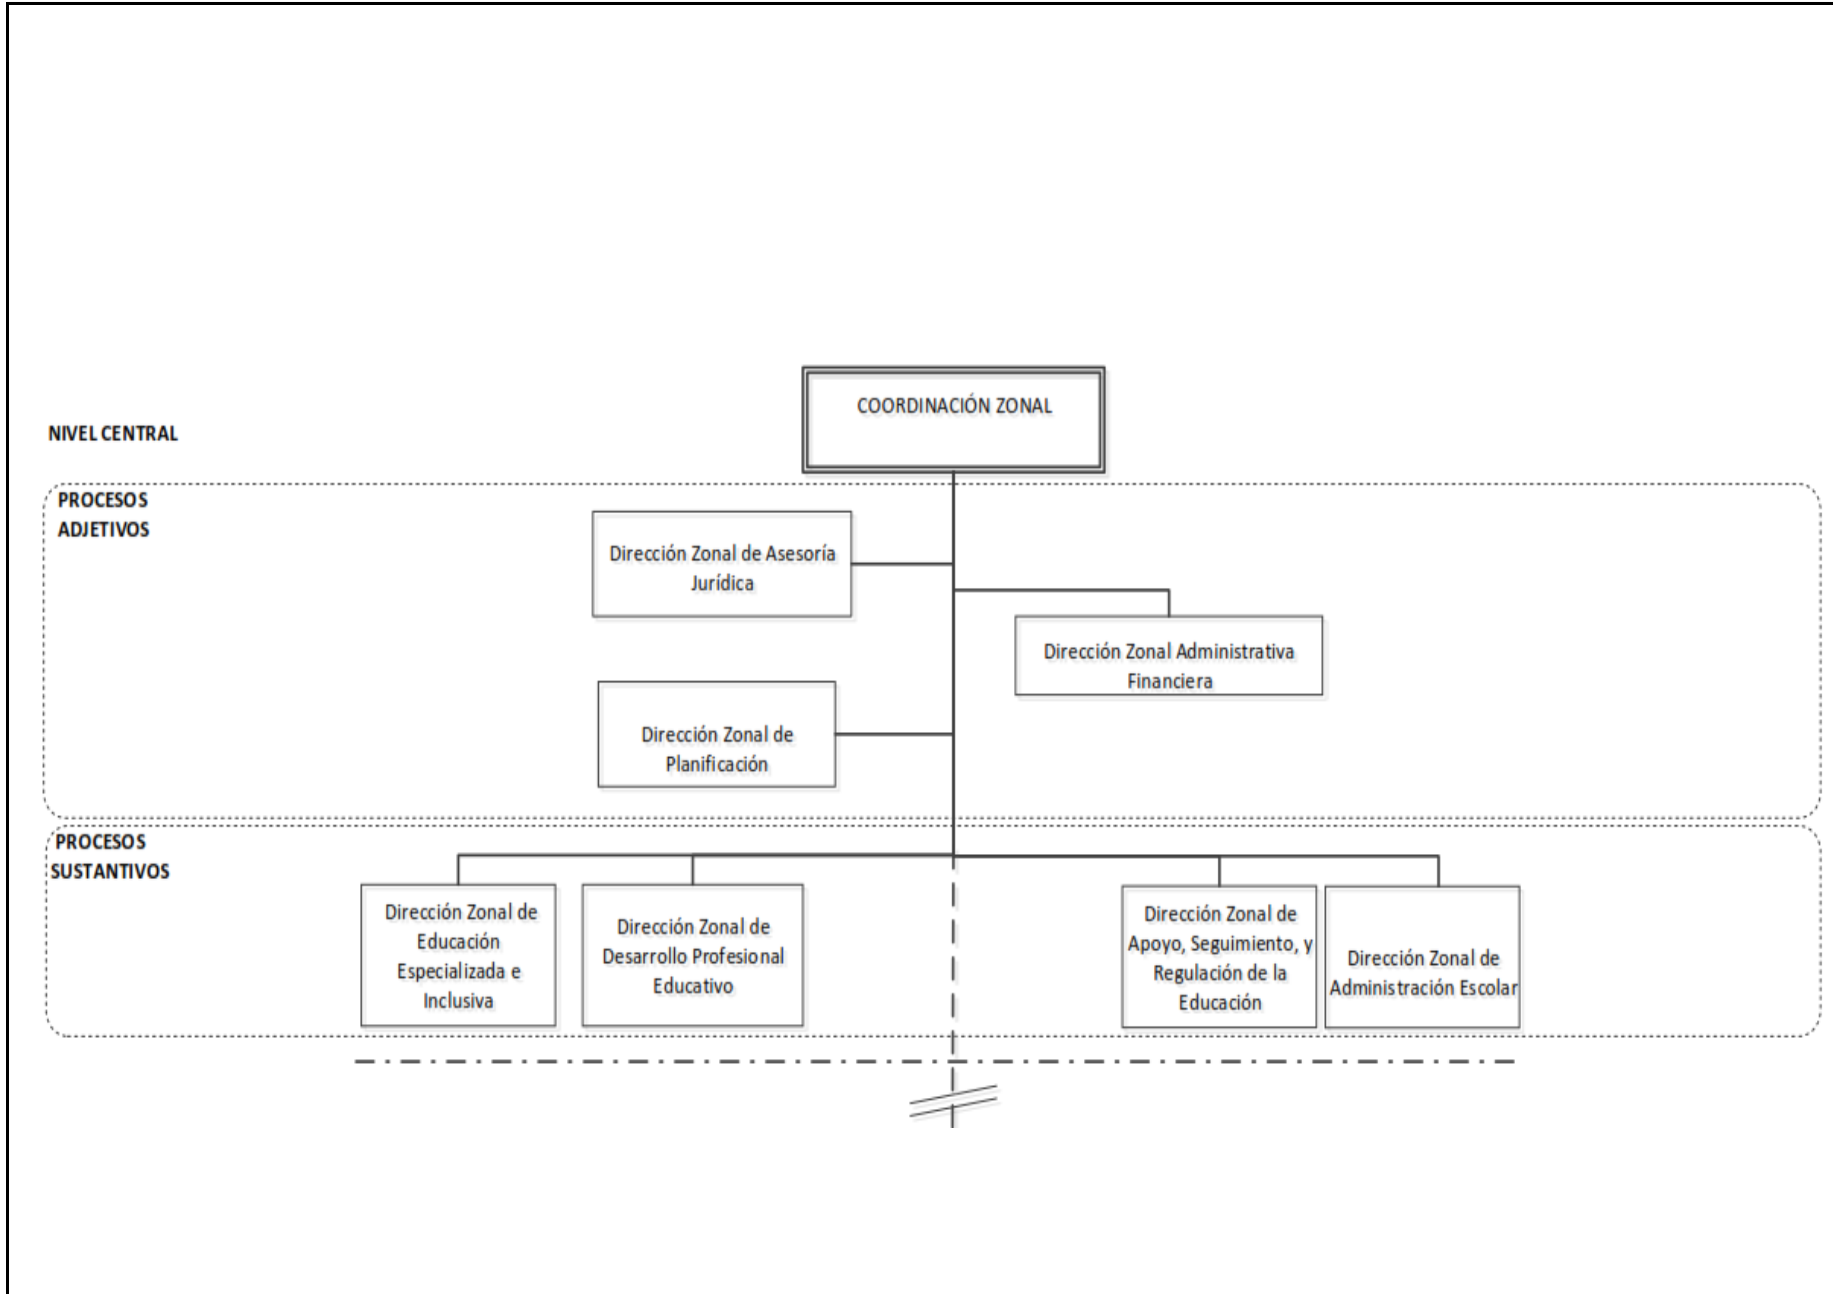 COORDINACIÓN ZONAL
NIVEL CENTRAL
PROCESOS
ADJETIVOS
Dirección Zonal de Asesoría
Jurídica
Dirección Zonal Administrativa
Financiera
Dirección Zonal de
Planificación
PROCESOS
SUSTANTIVOS
Dirección Zonal de
Educación
Especializada e
Inclusiva
Dirección Zonal de
Desarrollo Profesional
Educativo
Dirección Zonal de
Apoyo, Seguimiento, y
Regulación de la
Educación
Dirección Zonal de
Administración Escolar